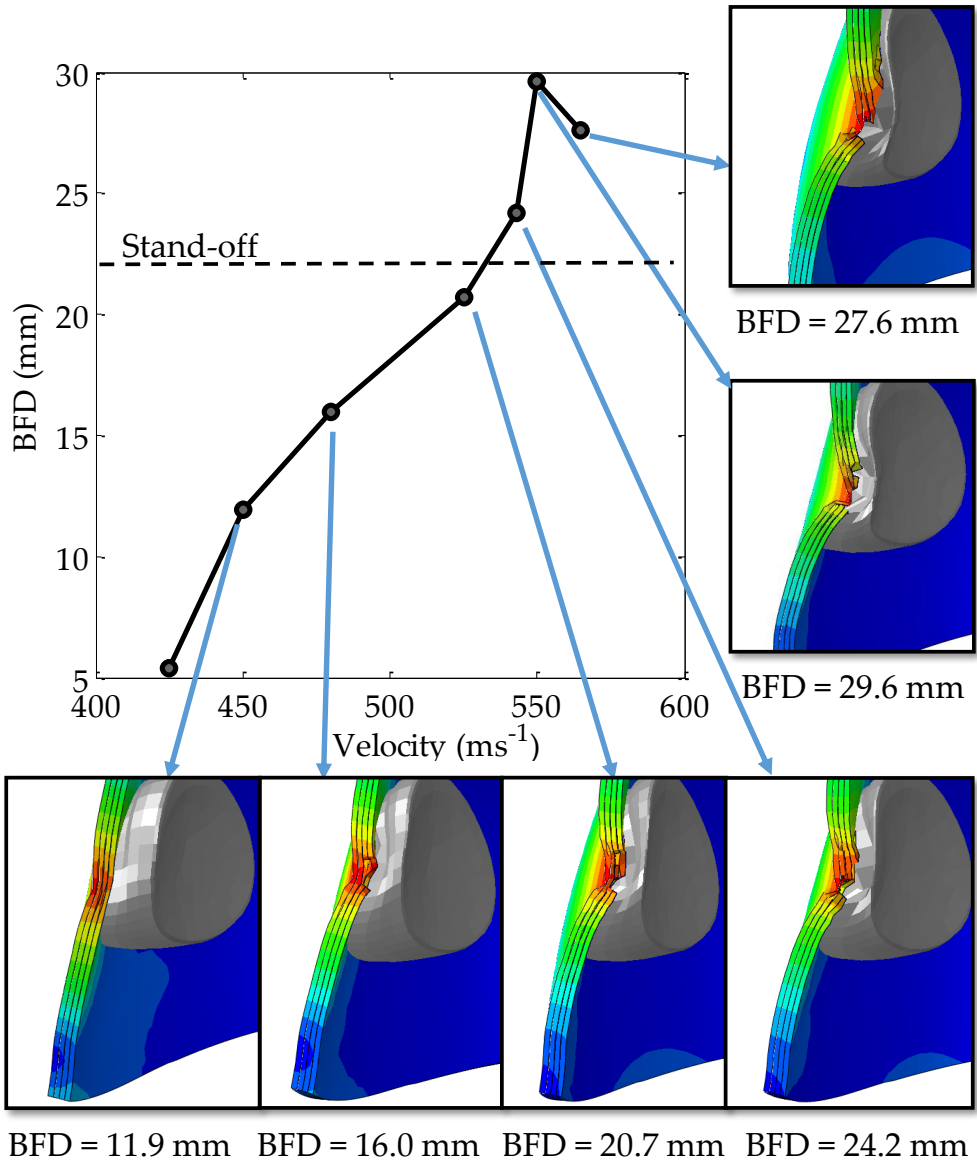 30
25
Stand-off
20
BFD (mm)
15
10
5
400 450 500 550 600
Velocity (ms⁻¹)
BFD = 27.6 mm
BFD = 29.6 mm
BFD = 11.9 mm BFD = 16.0 mm BFD = 20.7 mm BFD = 24.2 mm